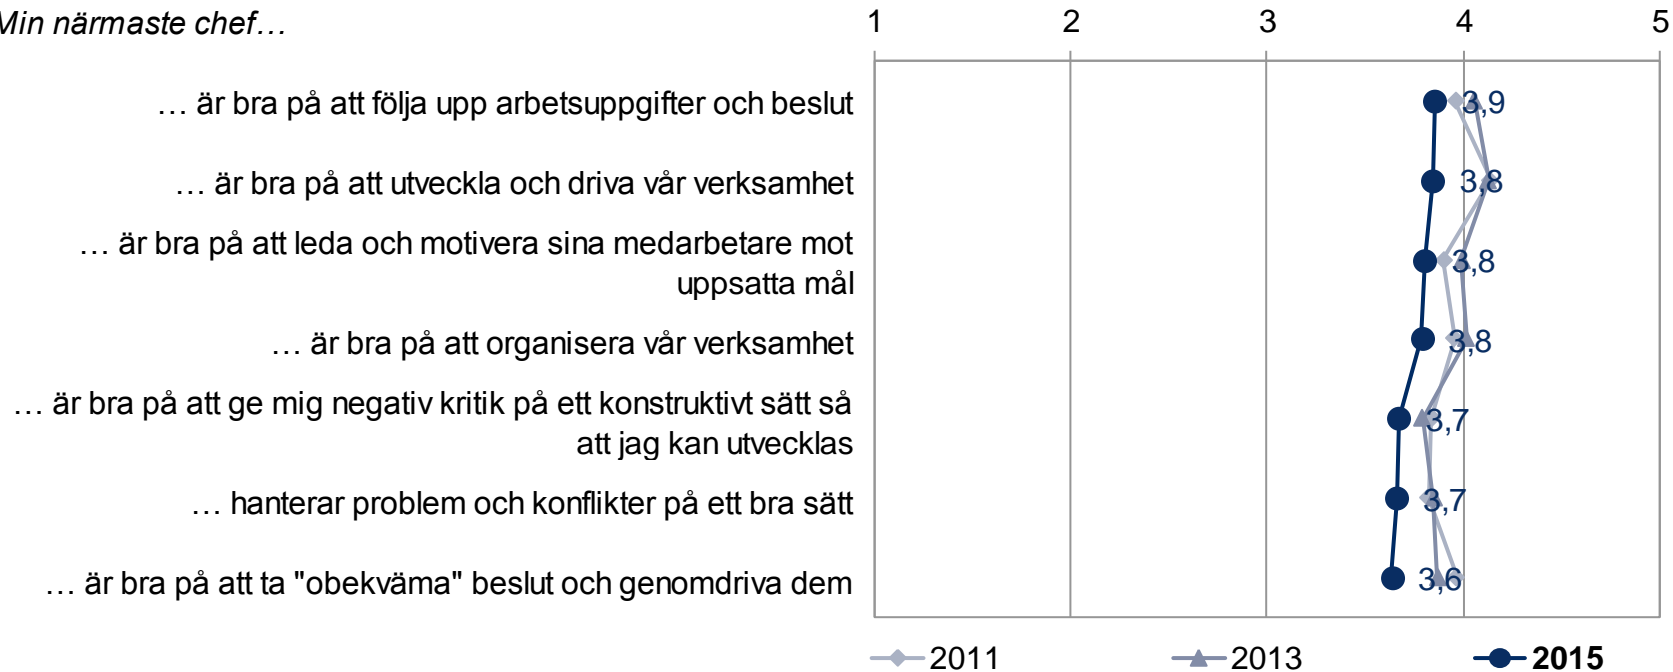 Min närmaste chef…
1 2 3 4 5
… är bra på att följa upp arbetsuppgifter och beslut 3,9
… är bra på att utveckla och driva vår verksamhet 3,8
… är bra på att leda och motivera sina medarbetare mot
uppsatta mål 3,8
… är bra på att organisera vår verksamhet 3,8
… är bra på att ge mig negativ kritik på ett konstruktivt sätt så
att jag kan utvecklas 3,7
… hanterar problem och konflikter på ett bra sätt 3,7
… är bra på att ta "obekväma" beslut och genomdriva dem 3,6
2011 2013 2015